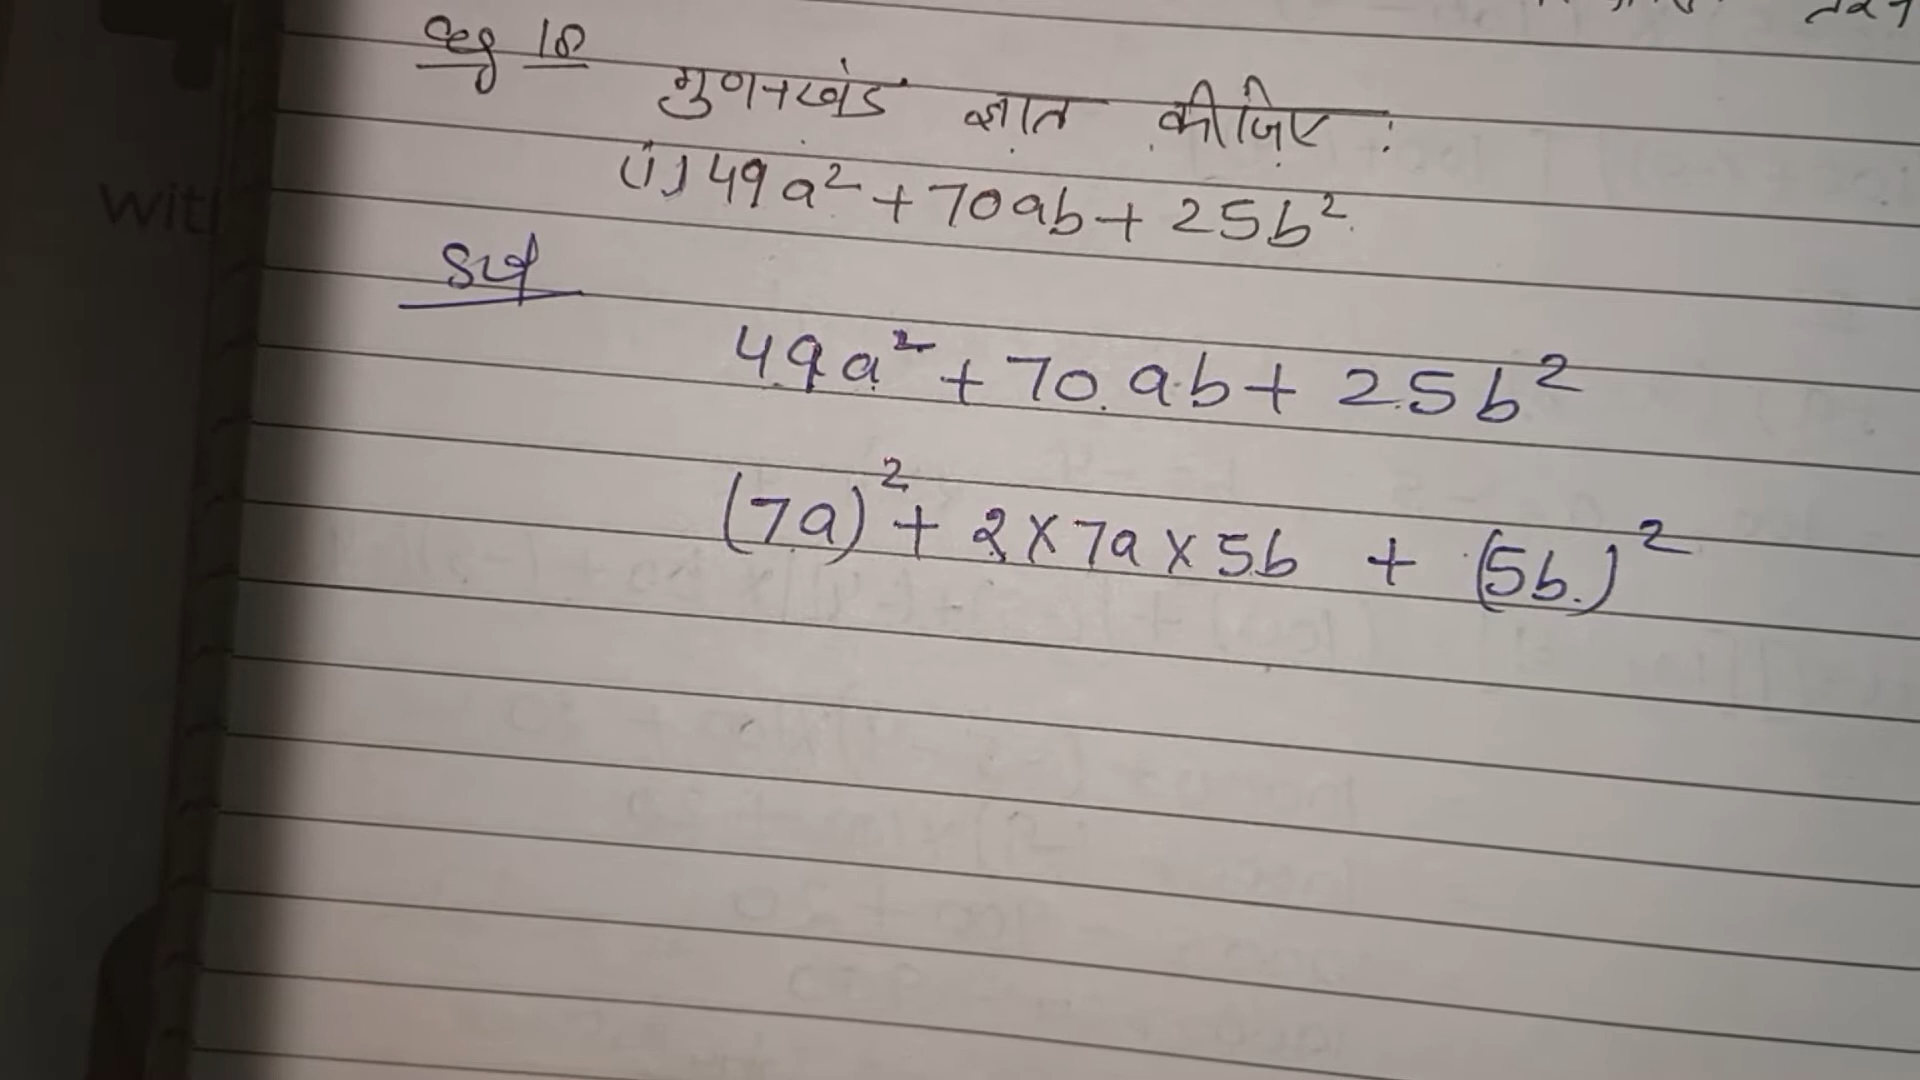 eg 18
गुणनखंड ज्ञात कीजिए :
(i) 49a² + 70ab + 25b²
Sol
49a² + 70ab + 25b²
(7a)² + 2 × 7a × 5b + (5b)²